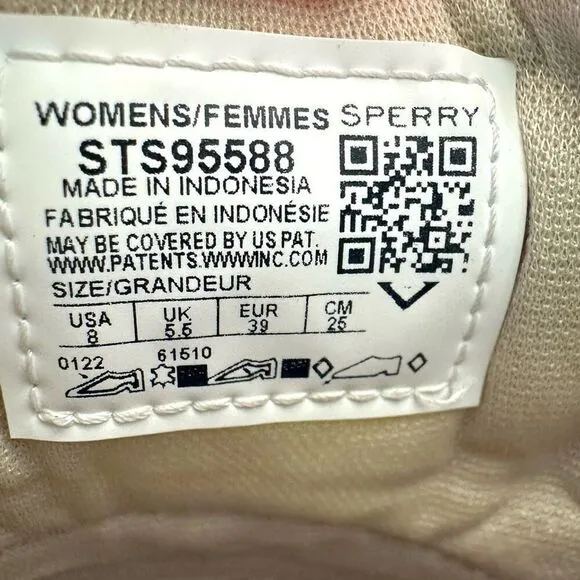 WOMENS/FEMMES SPERRY
STS95588
MADE IN INDONESIA
FABRIQUÉ EN INDONÉSIE
MAY BE COVERED BY US PAT.
WWW.PATENTS.WWWINC.COM
SIZE/GRANDEUR
USA UK EUR CM
8 5.5 39 25
0122 61510